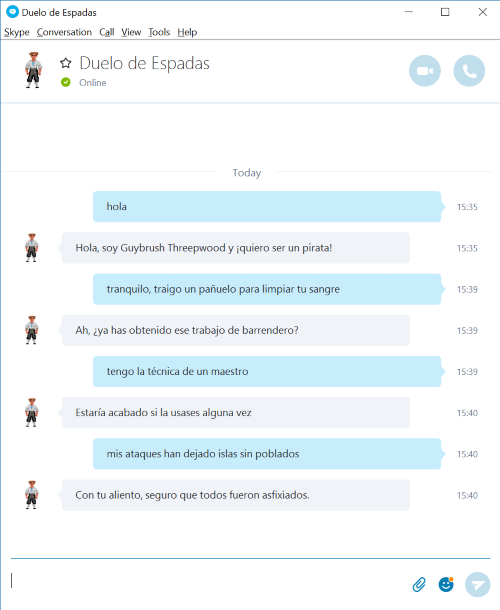 Duelo de Espadas
Skype Conversation Call View Tools Help
Duelo de Espadas
Online
Today
hola 15:35
Hola, soy Guybrush Threepwood y ¡quiero ser un pirata! 15:35
tranquilo, traigo un pañuelo para limpiar tu sangre 15:39
Ah, ¿ya has obtenido ese trabajo de barrendero? 15:39
tengo la técnica de un maestro 15:39
Estaría acabado si la usases alguna vez 15:40
mis ataques han dejado islas sin poblados 15:40
Con tu aliento, seguro que todos fueron asfixiados. 15:40